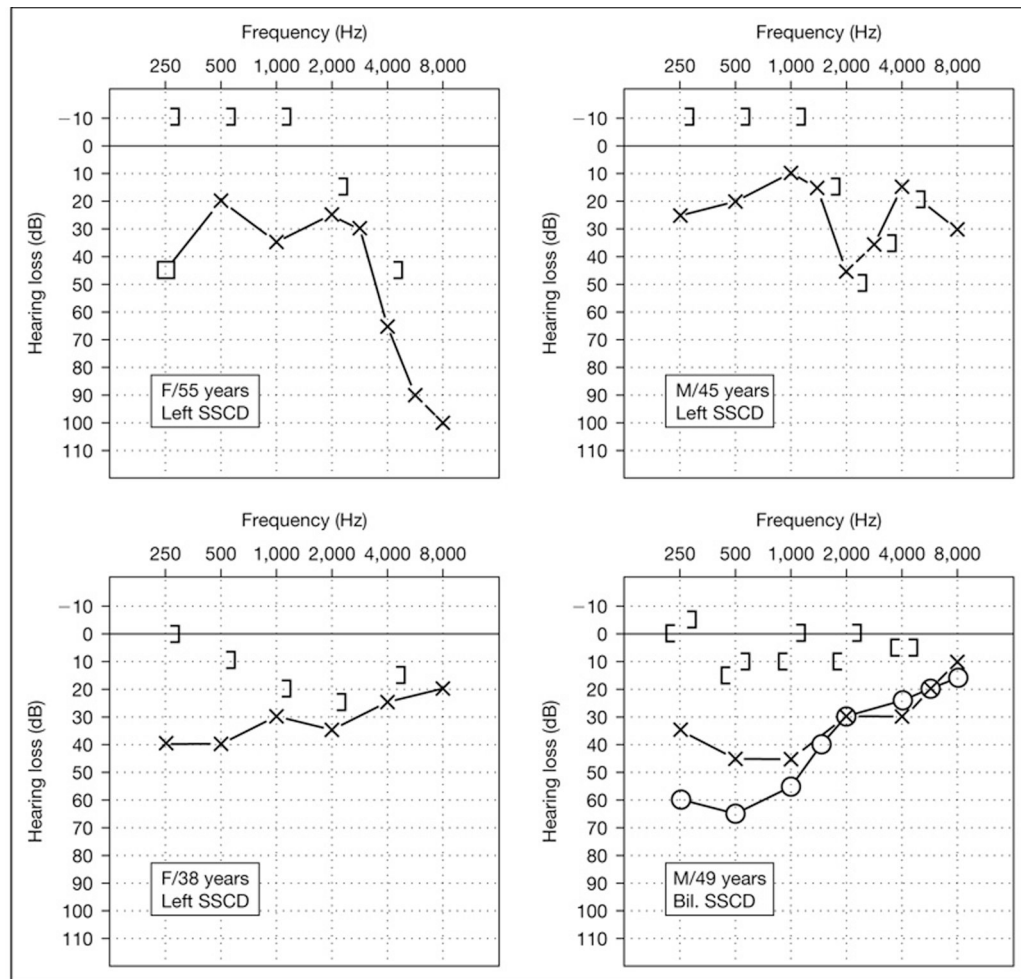 Frequency (Hz)
250 500 1,000 2,000 4,000 8,000
Hearing loss (dB)
−10
0
10
20
30
40
50
60
70
80
90
100
110
F/55 years
Left SSCD
Frequency (Hz)
250 500 1,000 2,000 4,000 8,000
Hearing loss (dB)
−10
0
10
20
30
40
50
60
70
80
90
100
110
M/45 years
Left SSCD
Frequency (Hz)
250 500 1,000 2,000 4,000 8,000
Hearing loss (dB)
−10
0
10
20
30
40
50
60
70
80
90
100
110
F/38 years
Left SSCD
Frequency (Hz)
250 500 1,000 2,000 4,000 8,000
Hearing loss (dB)
−10
0
10
20
30
40
50
60
70
80
90
100
110
M/49 years
Bil. SSCD